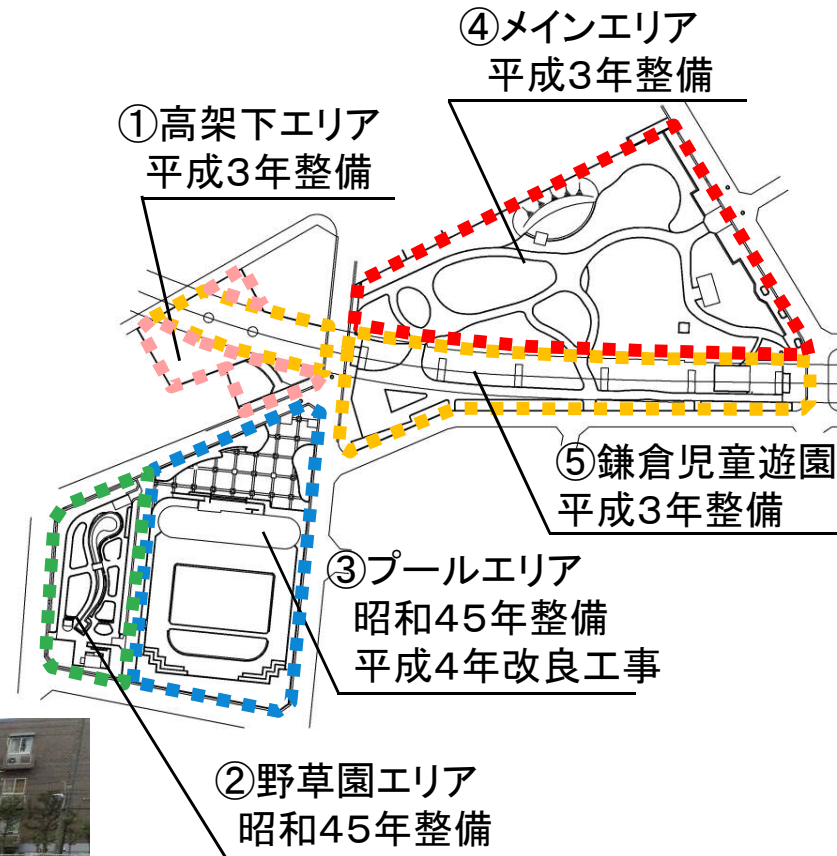 ④メインエリア
平成3年整備
①高架下エリア
平成3年整備
⑤鎌倉児童遊園
平成3年整備
③プールエリア
昭和45年整備
平成4年改良工事
②野草園エリア
昭和45年整備